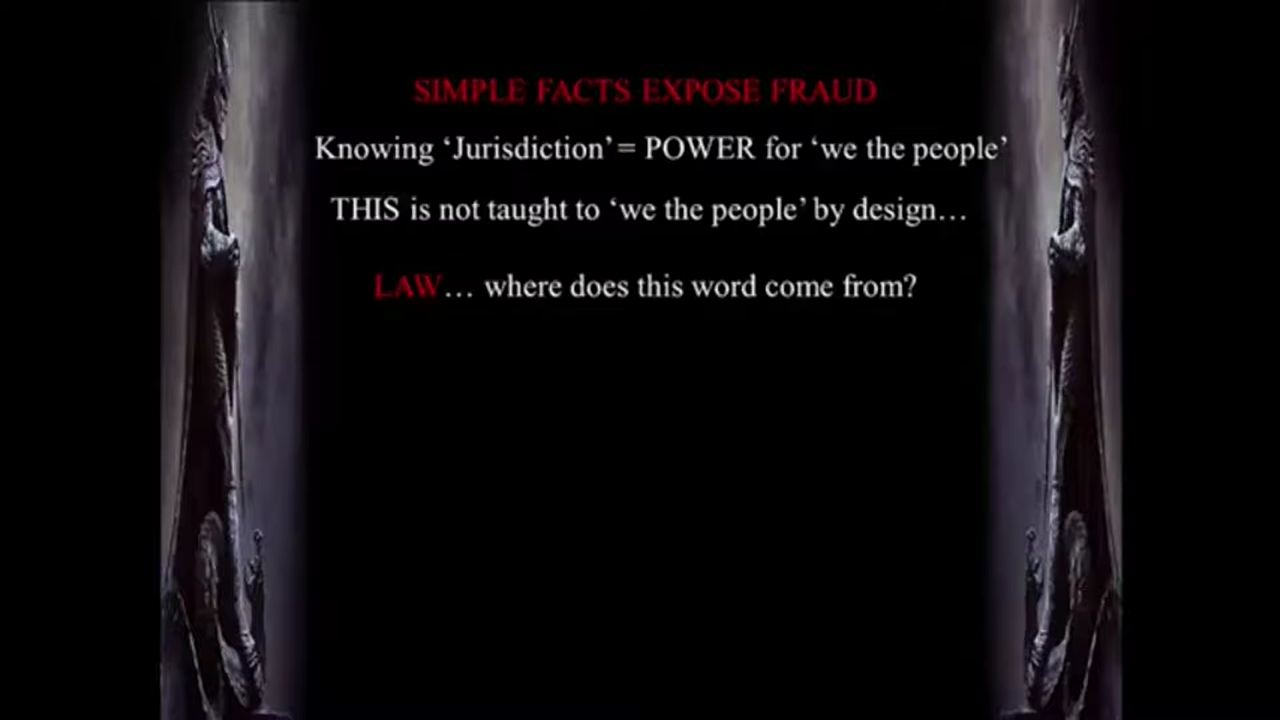 SIMPLE FACTS EXPOSE FRAUD
Knowing ‘Jurisdiction’= POWER for ‘we the people’
THIS is not taught to ‘we the people’ by design…
LAW… where does this word come from?